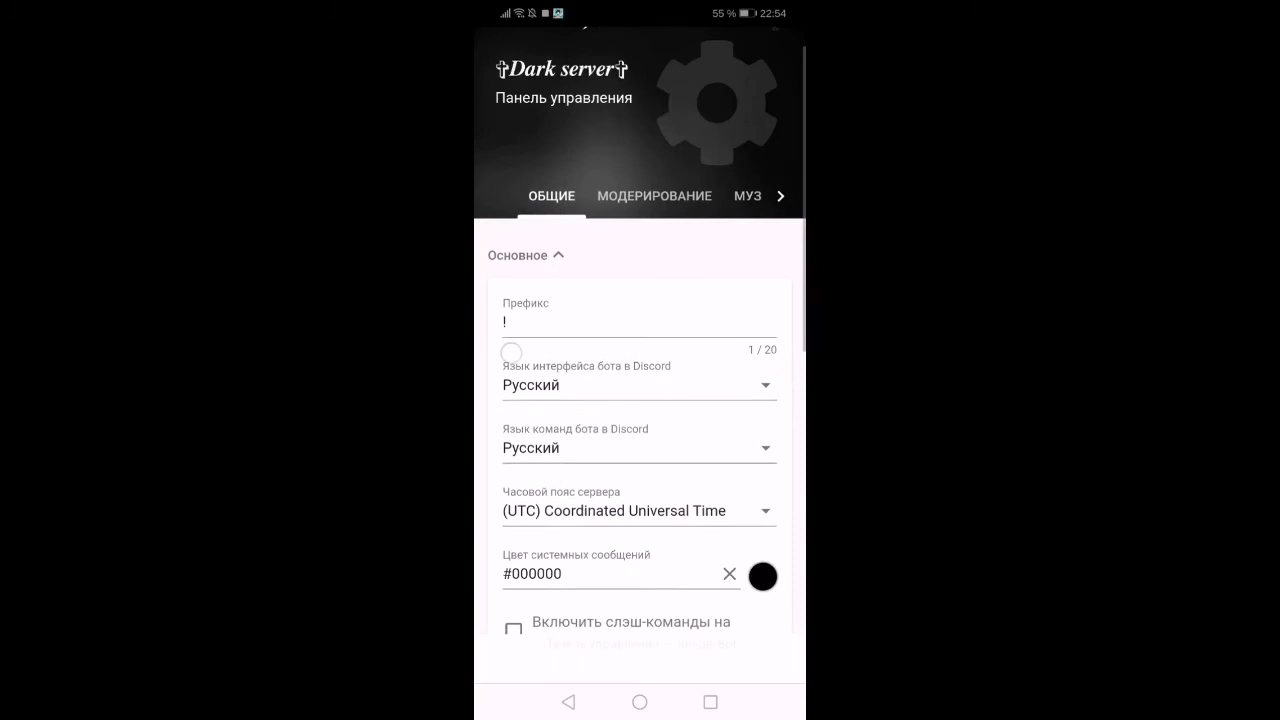 55 % 22:54
✞Dark server✞
Панель управления
ОБЩИЕ МОДЕРИРОВАНИЕ МУЗ
Основное
Префикс
!
1 / 20
Язык интерфейса бота в Discord
Русский
Язык команд бота в Discord
Русский
Часовой пояс сервера
(UTC) Coordinated Universal Time
Цвет системных сообщений
#000000
Включить слэш-команды на